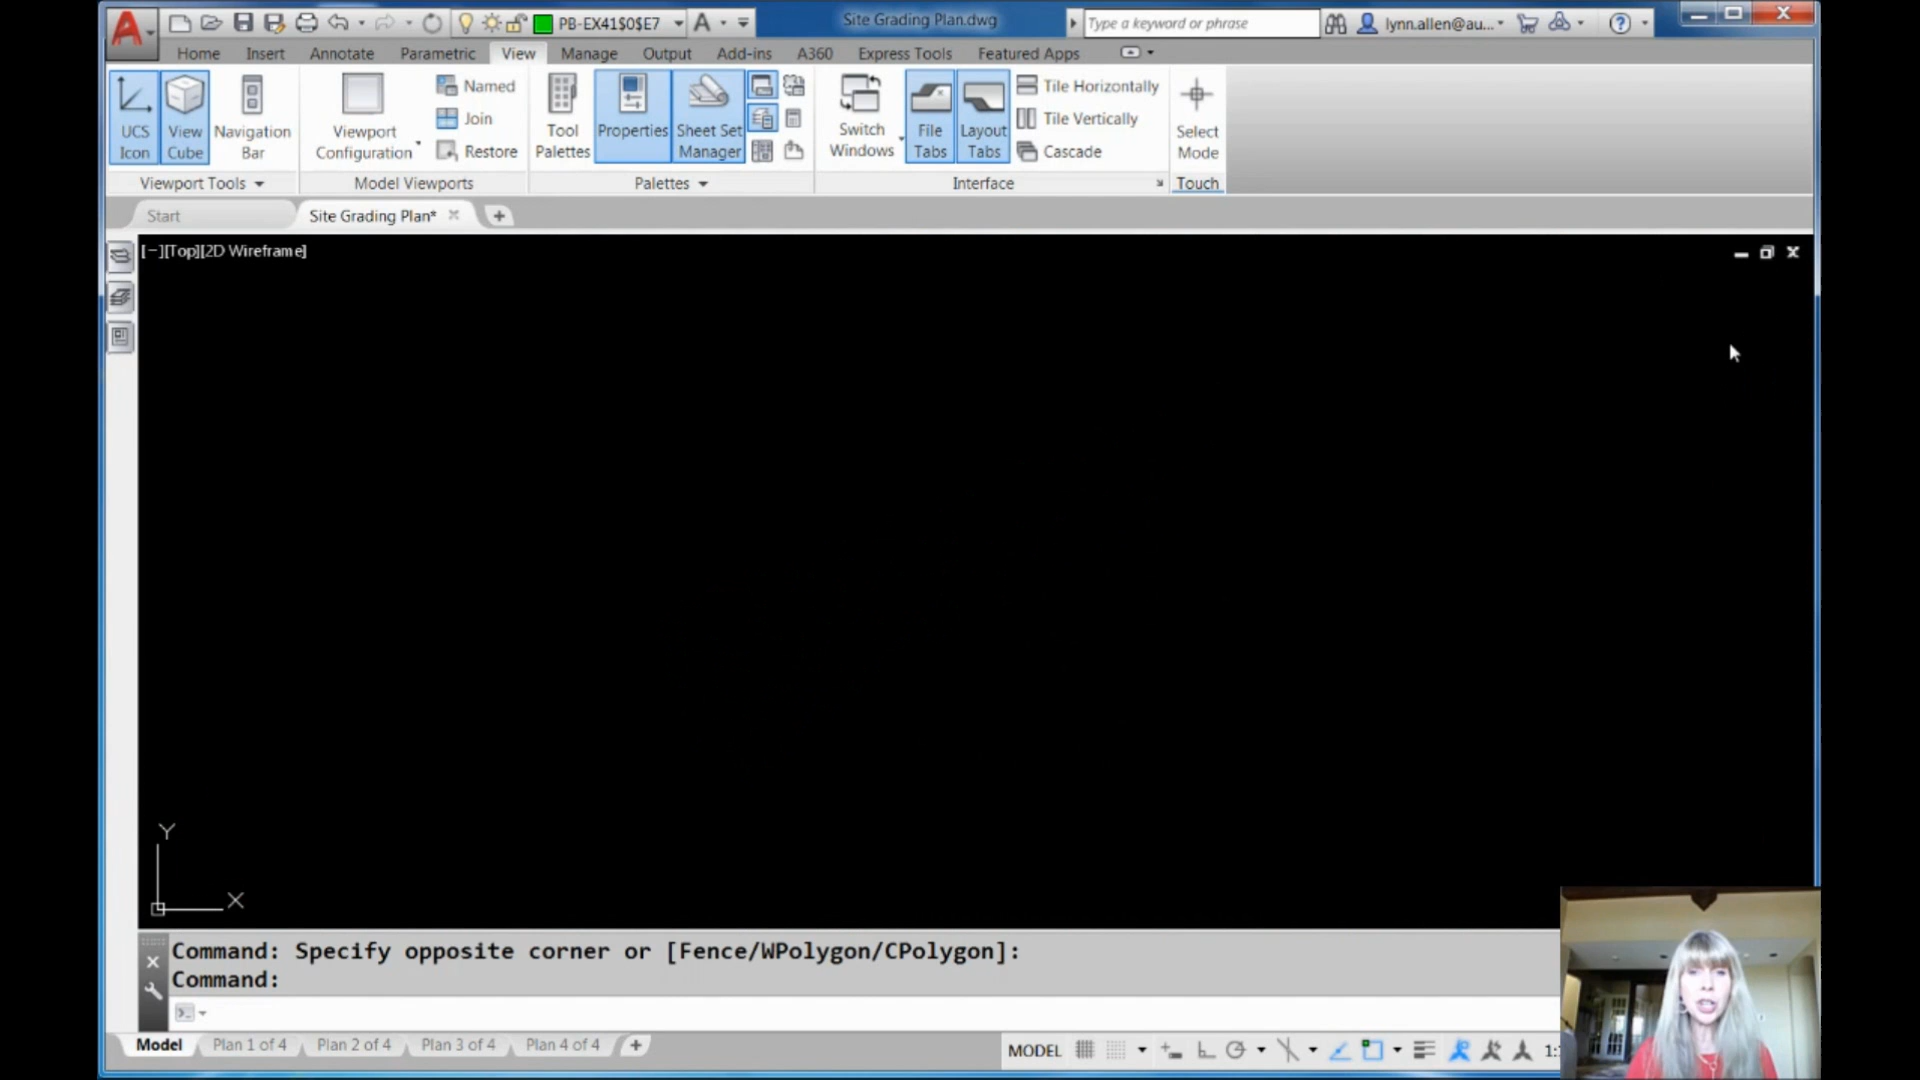 PB-EX41$0$E7
A
Site Grading Plan.dwg
Type a keyword or phrase
lynn.allen@au...
Home Insert Annotate Parametric View Manage Output Add-ins A360 Express Tools Featured Apps
UCS Icon
View Cube
Navigation Bar
Viewport Configuration
Named
Join
Restore
Tool Palettes
Properties
Sheet Set Manager
Switch Windows
File Tabs
Layout Tabs
Tile Horizontally
Tile Vertically
Cascade
Select Mode
Viewport Tools
Model Viewports
Palettes
Interface
Touch
Start
Site Grading Plan*
[−][Top][2D Wireframe]
Y
X
Command: Specify opposite corner or [Fence/WPolygon/CPolygon]:
Command:
Model Plan 1 of 4 Plan 2 of 4 Plan 3 of 4 Plan 4 of 4 +
MODEL